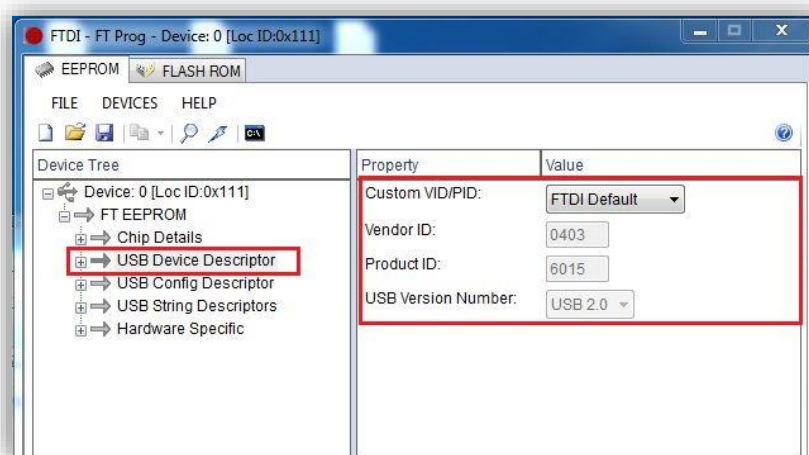 FTDI - FT Prog - Device: 0 [Loc ID:0x111]
EEPROM FLASH ROM
FILE DEVICES HELP
Device Tree
Device: 0 [Loc ID:0x111]
FT EEPROM
Chip Details
USB Device Descriptor
USB Config Descriptor
USB String Descriptors
Hardware Specific
Property Value
Custom VID/PID: FTDI Default
Vendor ID: 0403
Product ID: 6015
USB Version Number: USB 2.0